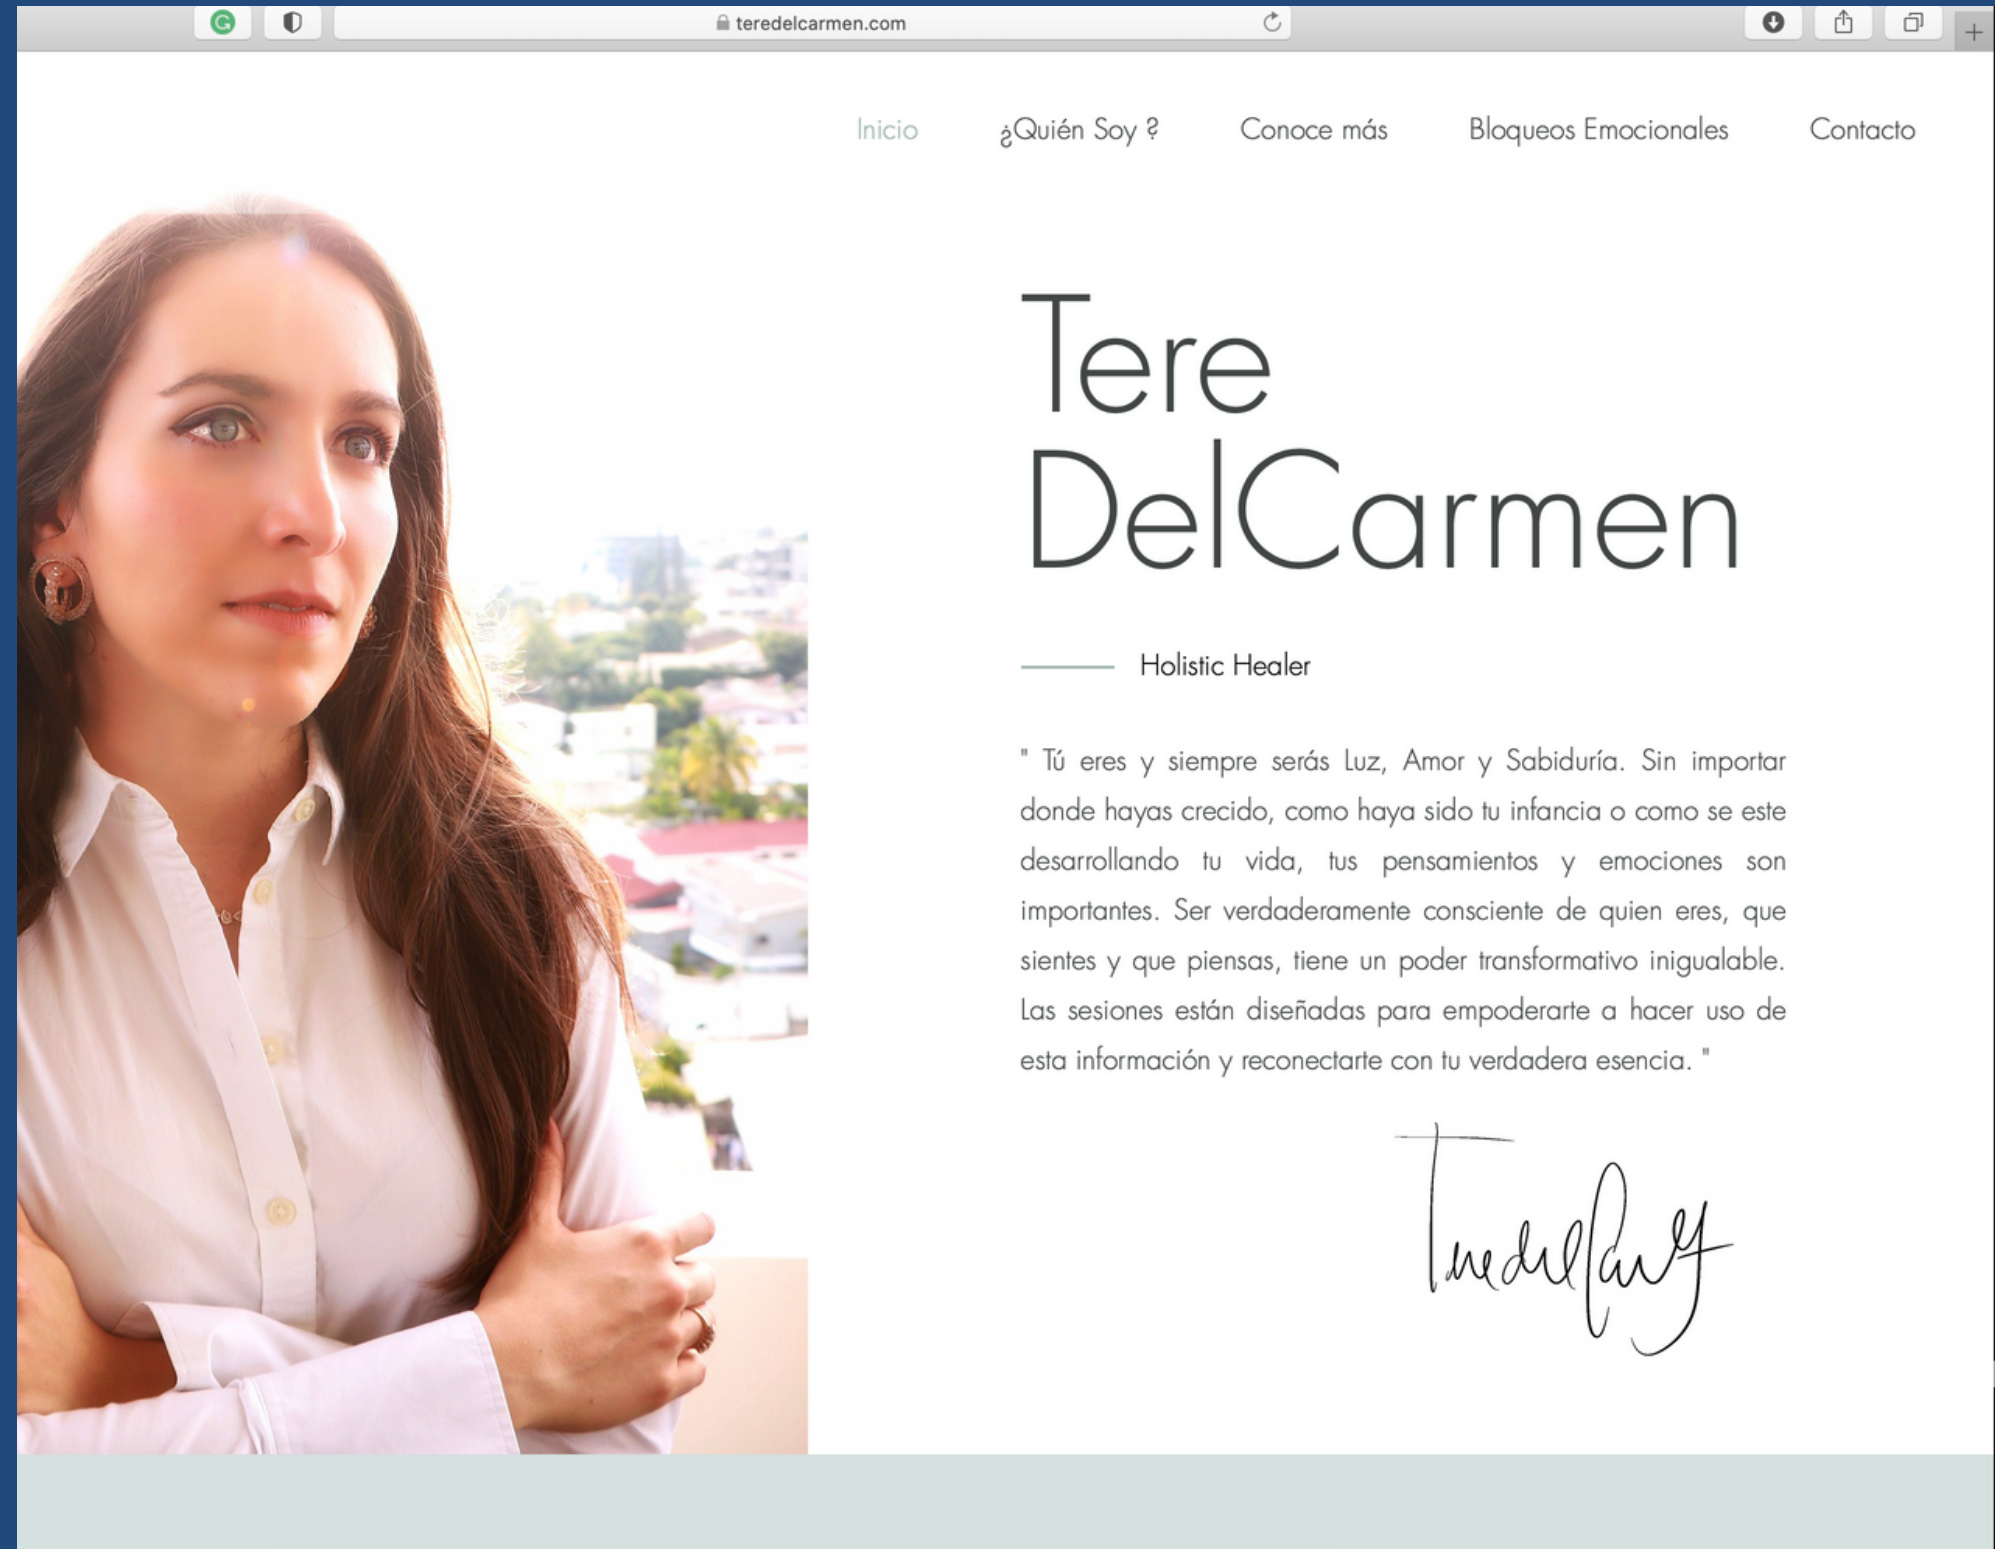 teredelcarmen.com
Inicio ¿Quién Soy ? Conoce más Bloqueos Emocionales Contacto
Tere
DelCarmen
Holistic Healer
" Tú eres y siempre serás Luz, Amor y Sabiduría. Sin importar
donde hayas crecido, como haya sido tu infancia o como se este
desarrollando tu vida, tus pensamientos y emociones son
importantes. Ser verdaderamente consciente de quien eres, que
sientes y que piensas, tiene un poder transformativo inigualable.
Las sesiones están diseñadas para empoderarte a hacer uso de
esta información y reconectarte con tu verdadera esencia. "